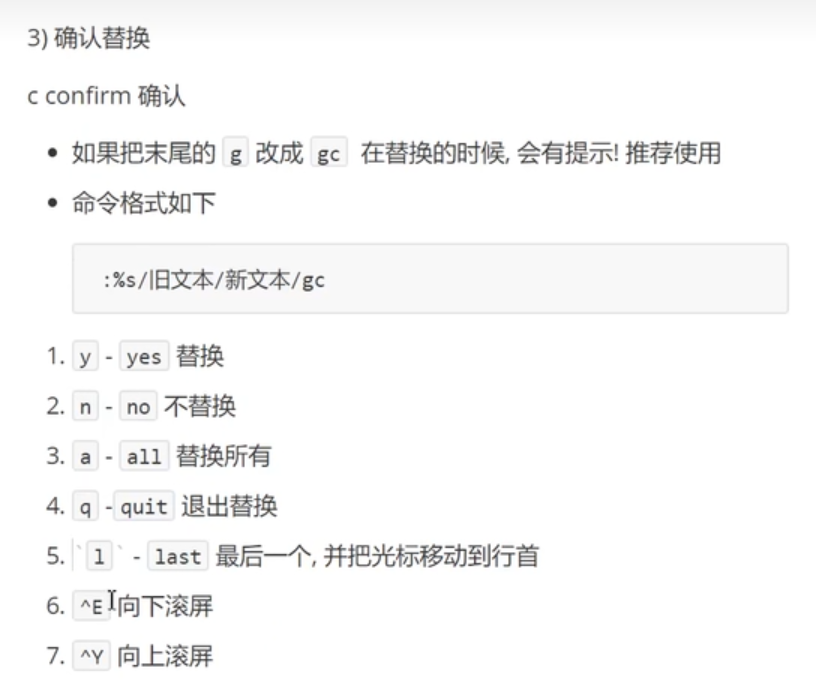 3) 确认替换
c confirm 确认
• 如果把末尾的 g 改成 gc 在替换的时候, 会有提示! 推荐使用
• 命令格式如下
:%s/旧文本/新文本/gc
1. y - yes 替换
2. n - no 不替换
3. a - all 替换所有
4. q -quit 退出替换
5. ` l ` - last 最后一个, 并把光标移动到行首
6. ^E 向下滚屏
7. ^Y 向上滚屏